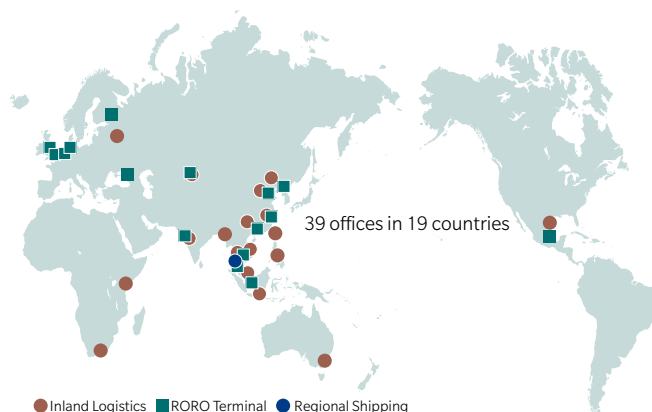 39 offices in 19 countries
Inland Logistics RORO Terminal Regional Shipping